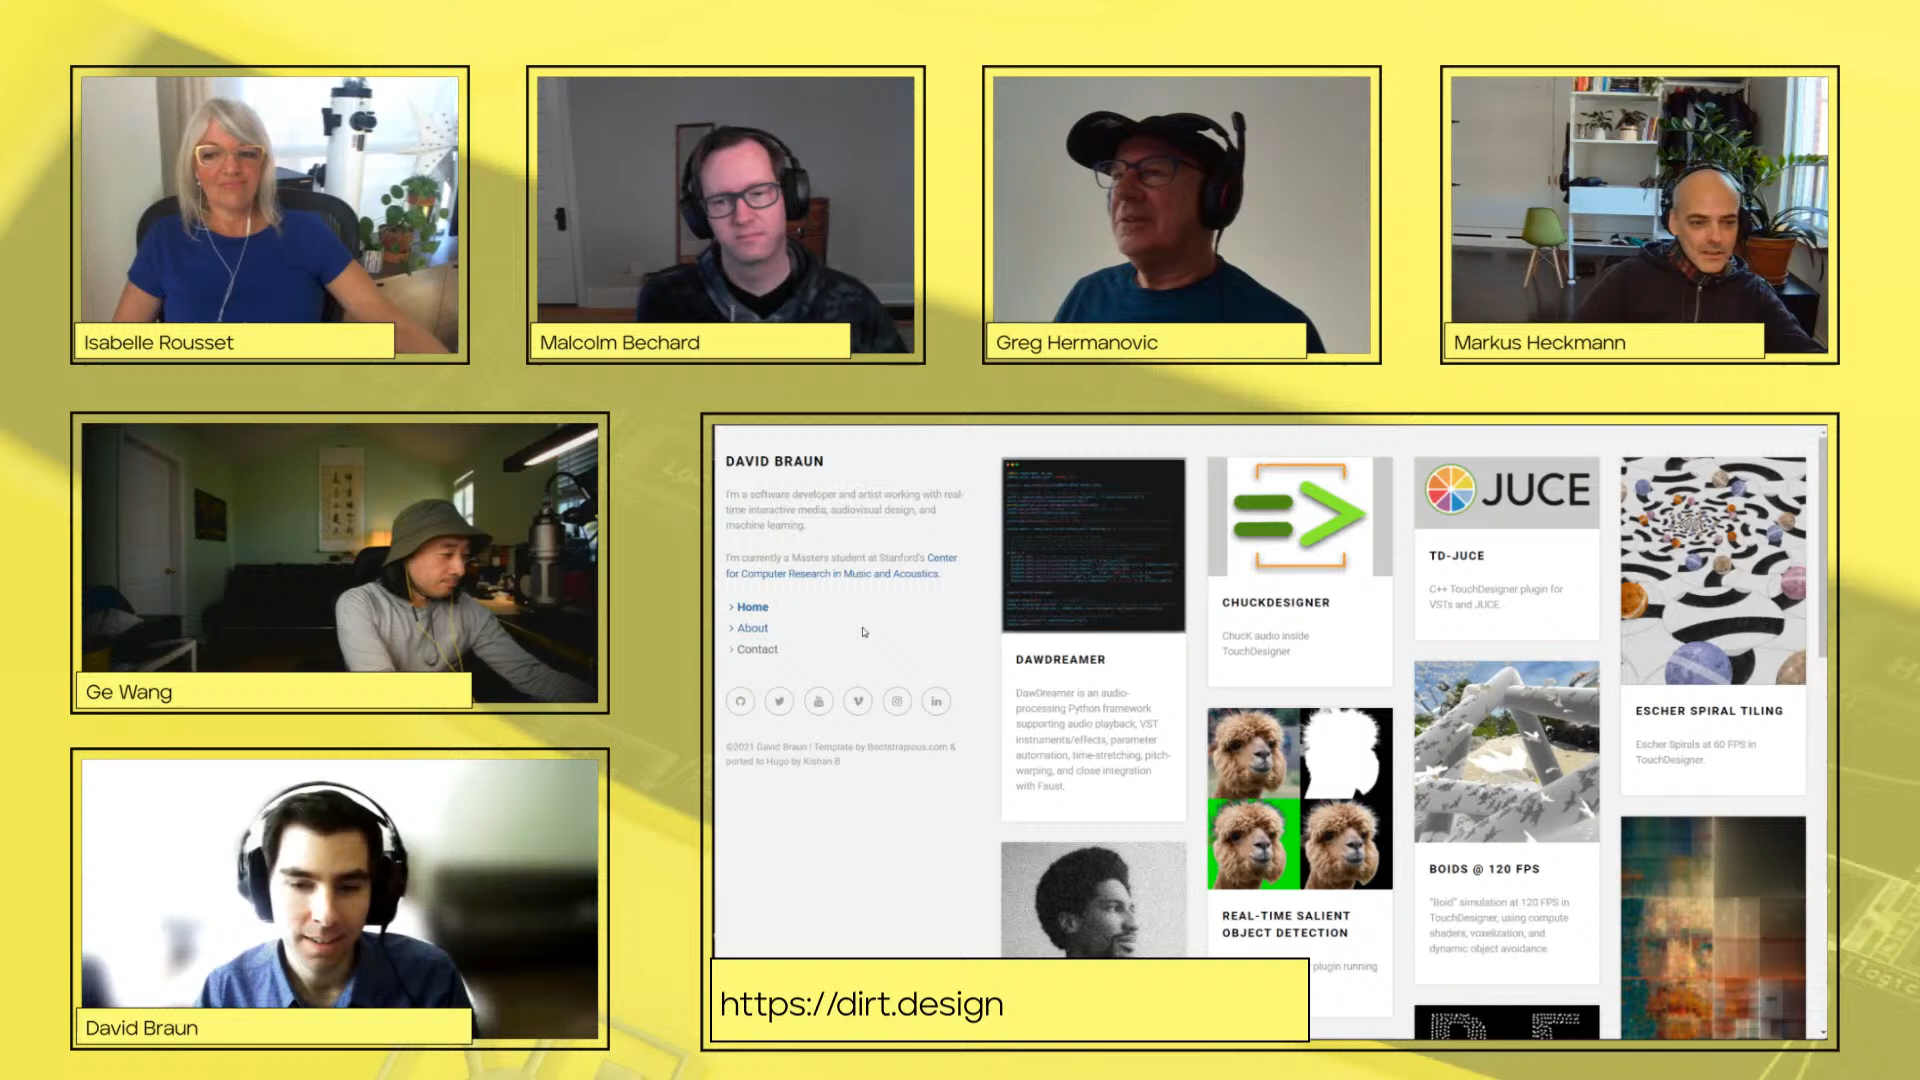 Isabelle Rousset
Malcolm Bechard
Greg Hermanovic
Markus Heckmann
Ge Wang
David Braun
DAVID BRAUN
I'm a software developer and artist working with real-
time interactive media, audiovisual design, and
machine learning.
I'm currently a Masters student at Stanford's Center
for Computer Research in Music and Acoustics.
> Home
> About
> Contact
©2021 David Braun | Template by Bootstrapious.com &
ported to Hugo by Kishan B
DAWDREAMER
DawDreamer is an audio-
processing Python framework
supporting audio playback, VST
instruments/effects, parameter
automation, time-stretching, pitch-
warping, and close integration
with Faust.
CHUCKDESIGNER
ChucK audio inside
TouchDesigner
REAL-TIME SALIENT
OBJECT DETECTION
plugin running
JUCE
TD-JUCE
C++ TouchDesigner plugin for
VSTs and JUCE.
BOIDS @ 120 FPS
"Boid" simulation at 120 FPS in
TouchDesigner, using compute
shaders, voxelization, and
dynamic object avoidance.
ESCHER SPIRAL TILING
Escher Spirals at 60 FPS in
TouchDesigner.
https://dirt.design